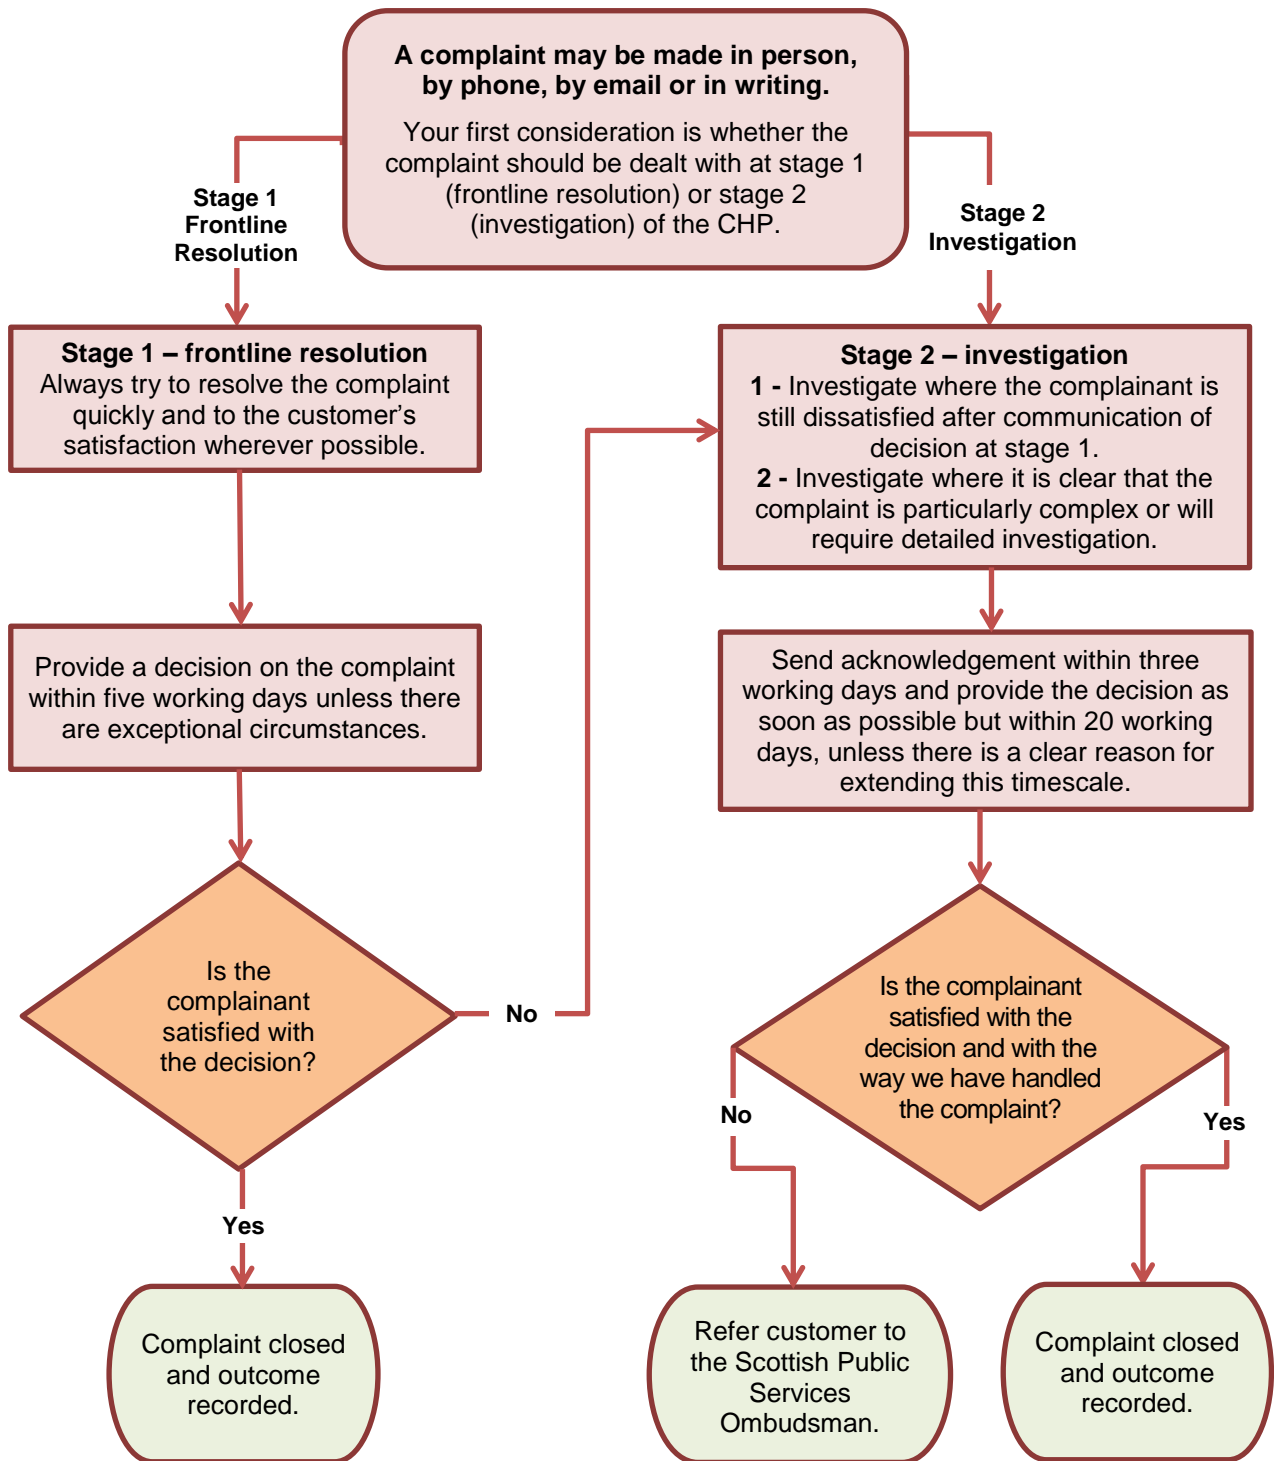 A complaint may be made in person,
by phone, by email or in writing.
Your first consideration is whether the
complaint should be dealt with at stage 1
(frontline resolution) or stage 2
(investigation) of the CHP.
Stage 1
Frontline
Resolution
Stage 2
Investigation
Stage 1 – frontline resolution
Always try to resolve the complaint
quickly and to the customer’s
satisfaction wherever possible.
Stage 2 – investigation
1 - Investigate where the complainant is
still dissatisfied after communication of
decision at stage 1.
2 - Investigate where it is clear that the
complaint is particularly complex or will
require detailed investigation.
Provide a decision on the complaint
within five working days unless there
are exceptional circumstances.
Send acknowledgement within three
working days and provide the decision as
soon as possible but within 20 working
days, unless there is a clear reason for
extending this timescale.
Is the
complainant
satisfied with
the decision?
No
Is the complainant
satisfied with the
decision and with the
way we have handled
the complaint?
No
Yes
Yes
Complaint closed
and outcome
recorded.
Refer customer to
the Scottish Public
Services
Ombudsman.
Complaint closed
and outcome
recorded.